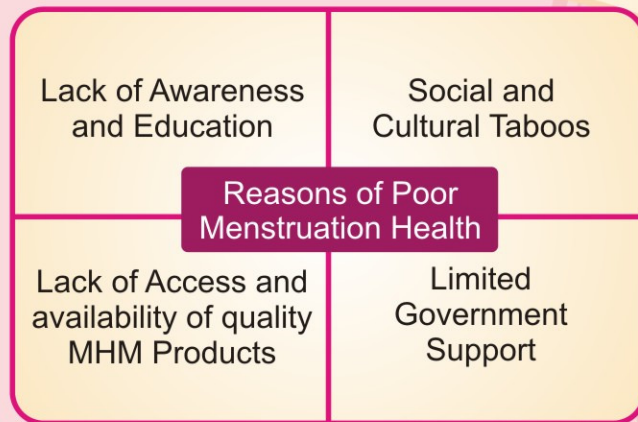 Lack of Awareness
and Education
Social and
Cultural Taboos
Reasons of Poor
Menstruation Health
Lack of Access and
availability of quality
MHM Products
Limited
Government
Support